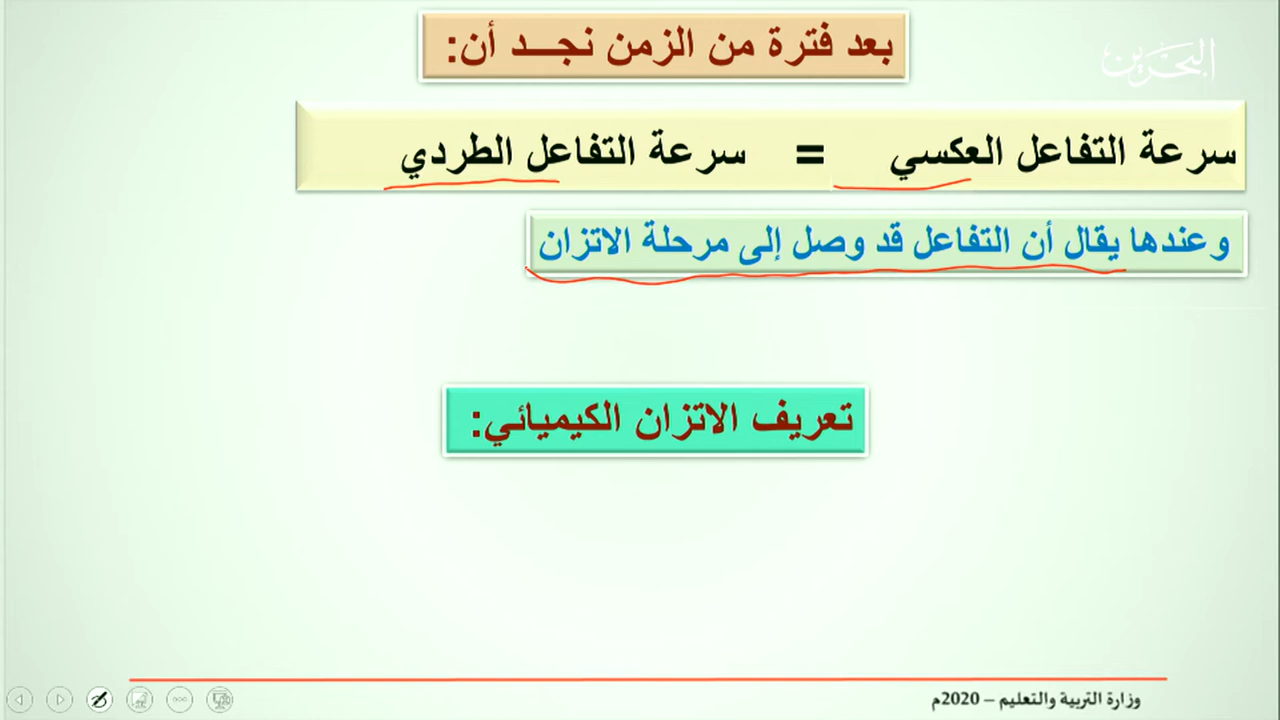 بعد فترة من الزمن نجـــد أن:
البحرين
سرعة التفاعل العكسي = سرعة التفاعل الطردي
وعندها يقال أن التفاعل قد وصل إلى مرحلة الاتزان
تعريف الاتزان الكيميائي:
وزارة التربية والتعليم – 2020م